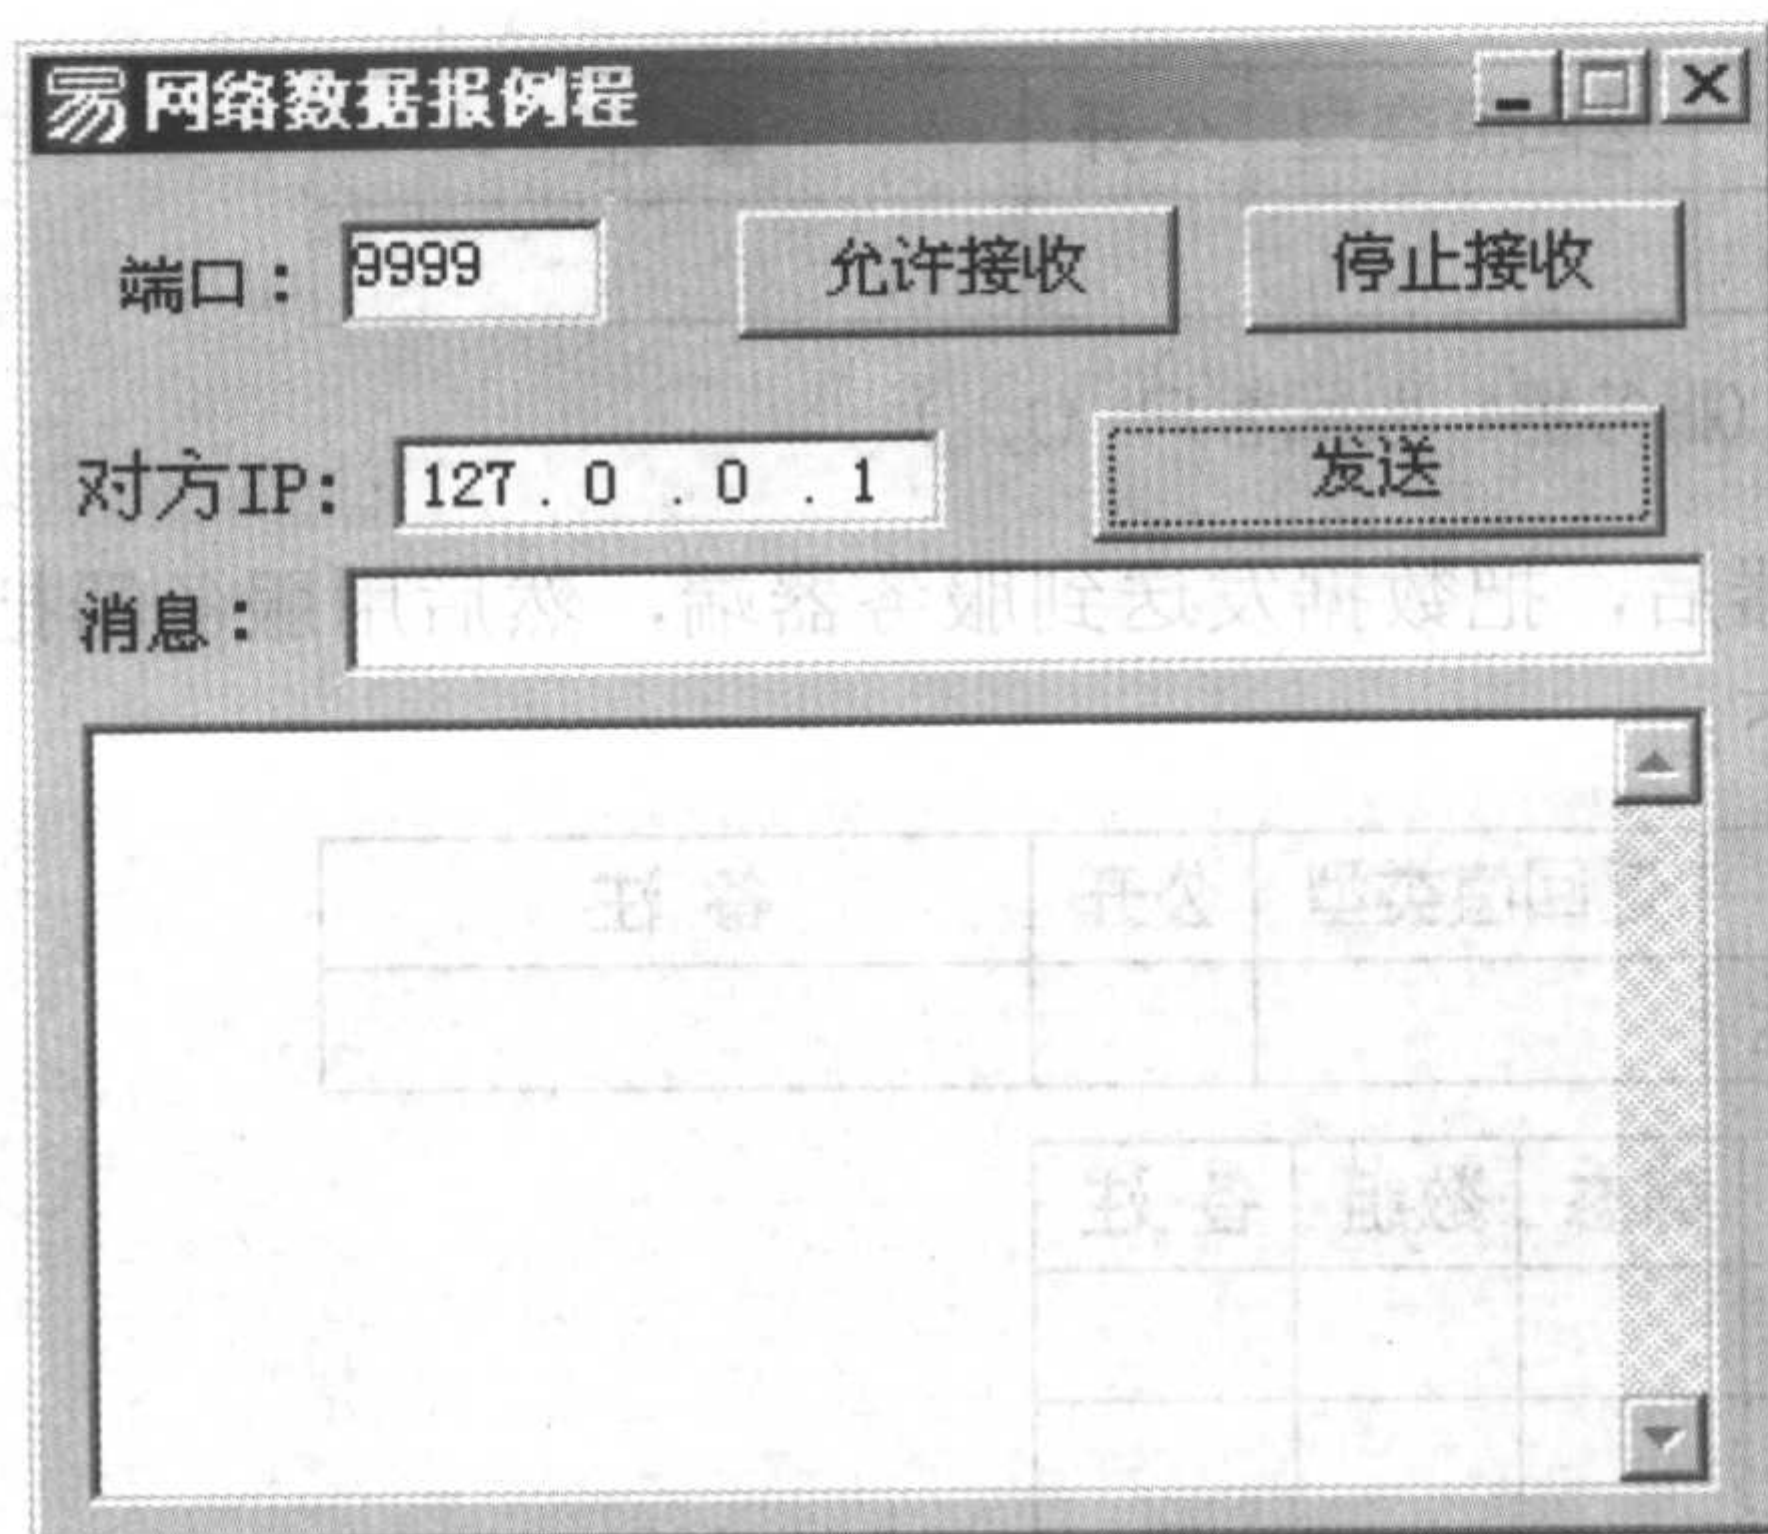 易 网络数据报例程
端口： 9999 允许接收 停止接收
对方IP: 127 . 0 . 0 . 1 发送
消息：